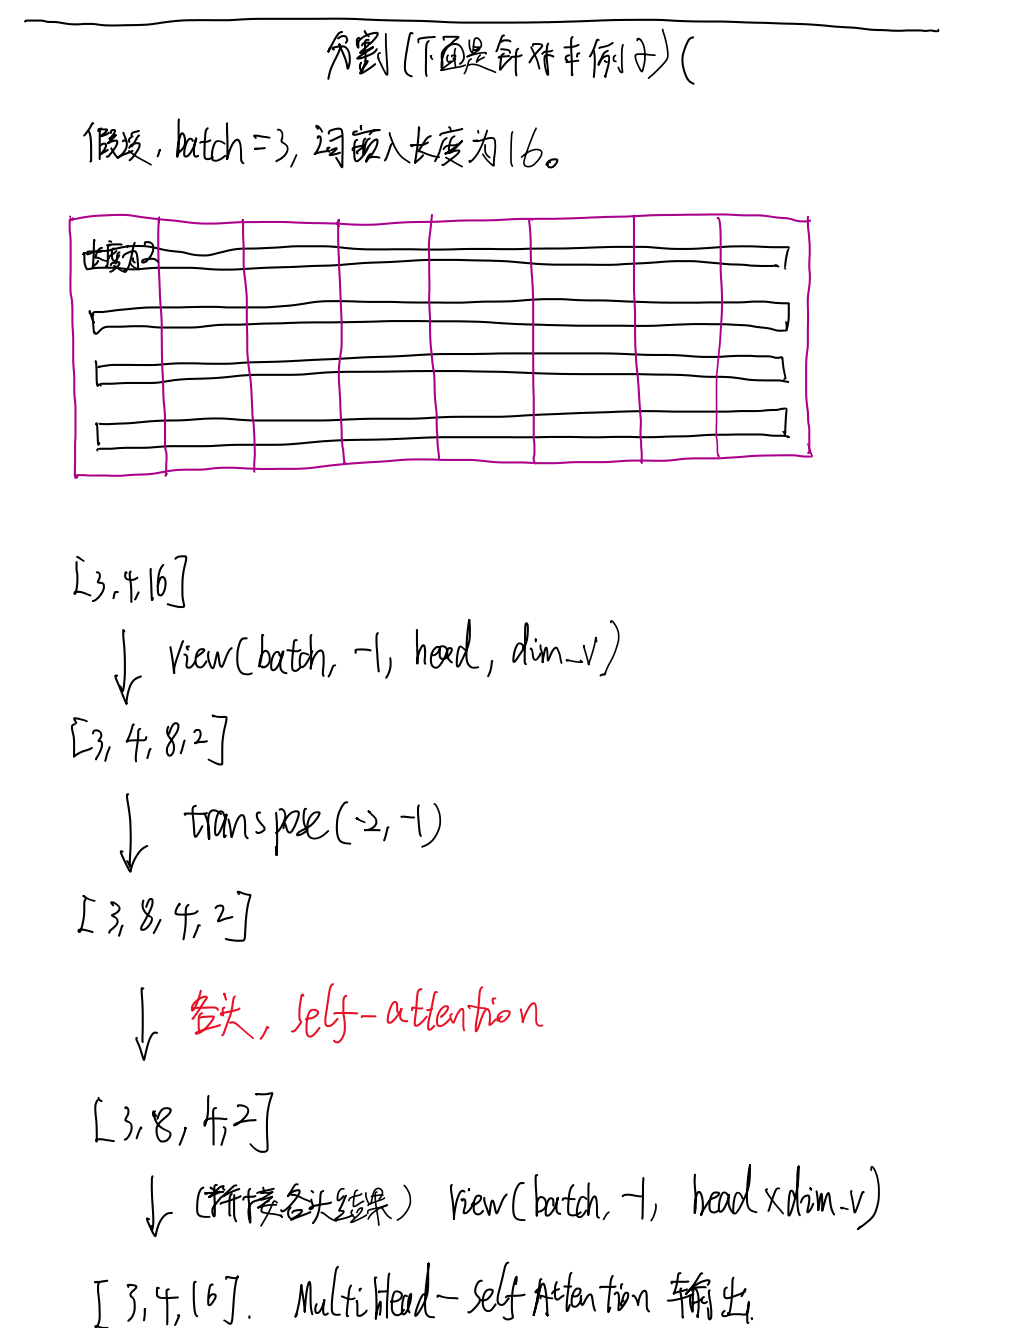 分割(下面是针对本例子)(
假设,batch=3,词嵌入长度为16。
长度为2
[3,4,16]
view(batch, -1, head, dim_v)
[3, 4, 8, 2]
transpose(-2, -1)
[3, 8, 4, 2]
各头, self-attention
[3, 8, 4, 2]
(拼接各头结果) view(batch, -1, head×dim_v)
[3,4,16]. MultiHead-Self Attention 输出.